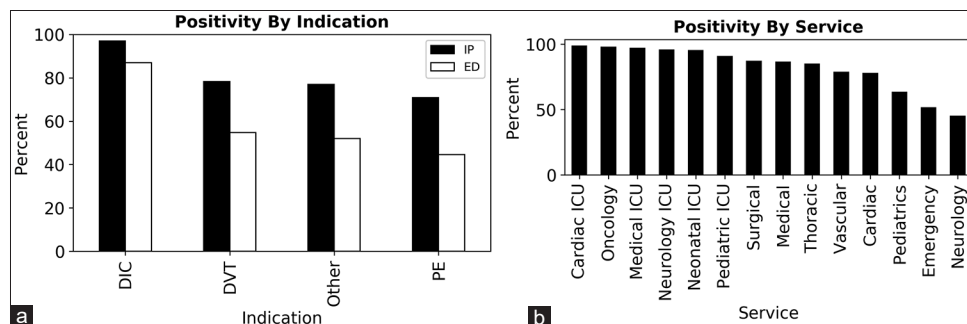 Positivity By Indication
100
80
60
40
20
0
Percent
IP
ED
DIC
DVT
Other
PE
Indication
a
Positivity By Service
100
50
0
Percent
Cardiac ICU
Oncology
Medical ICU
Neurology ICU
Neonatal ICU
Pediatric ICU
Surgical
Medical
Thoracic
Vascular
Cardiac
Pediatrics
Emergency
Neurology
Service
b